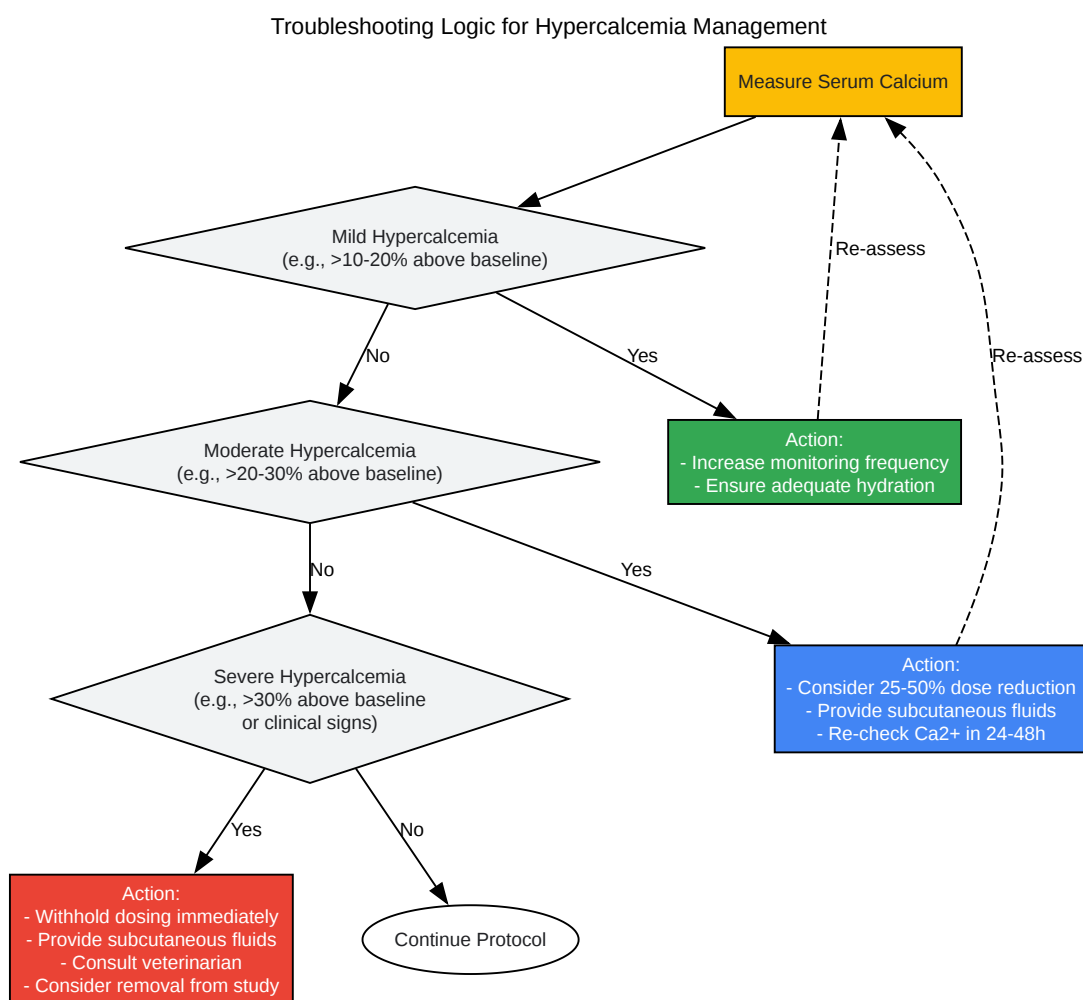 Troubleshooting Logic for Hypercalcemia Management
Measure Serum Calcium
Mild Hypercalcemia
(e.g., >10-20% above baseline)
Re-assess
No
Yes
Re-assess
Moderate Hypercalcemia
(e.g., >20-30% above baseline)
Action:
- Increase monitoring frequency
- Ensure adequate hydration
No
Yes
Severe Hypercalcemia
(e.g., >30% above baseline
or clinical signs)
Action:
- Consider 25-50% dose reduction
- Provide subcutaneous fluids
- Re-check Ca2+ in 24-48h
Yes
No
Action:
- Withhold dosing immediately
- Provide subcutaneous fluids
- Consult veterinarian
- Consider removal from study
Continue Protocol